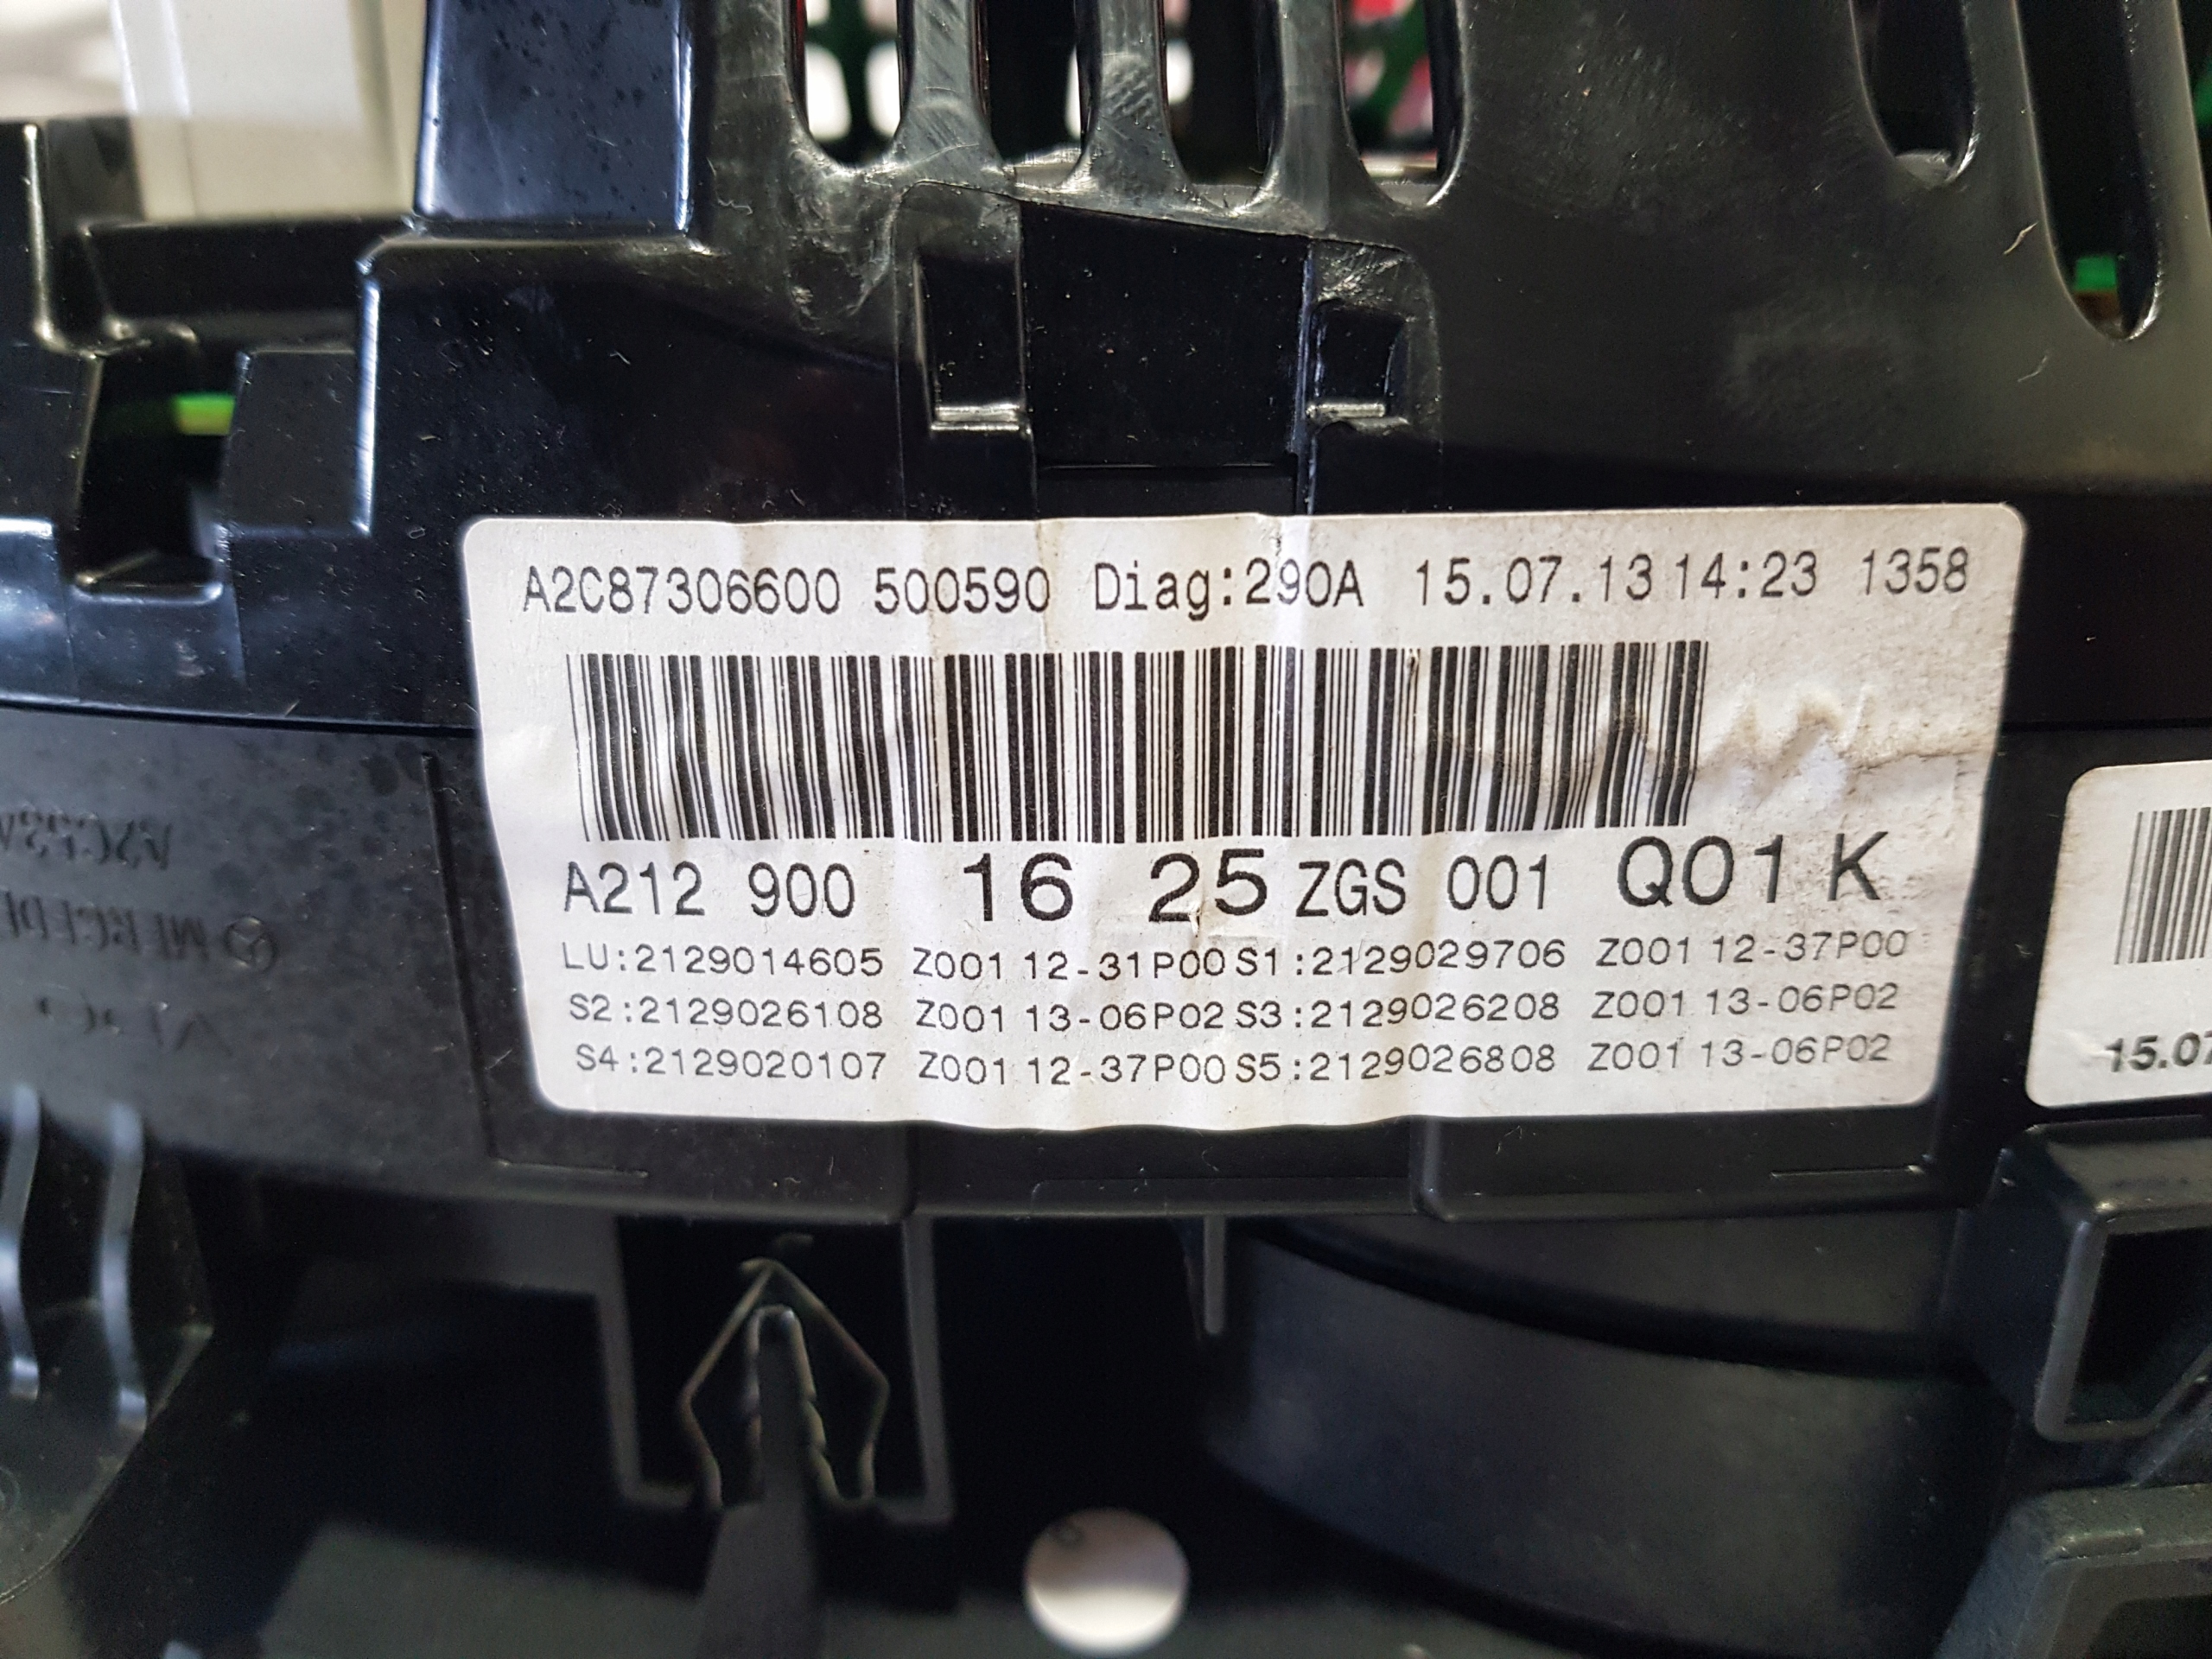 A2C87306600 500590 Diag:290A 15.07.13 14:23 1358
A212 900 16 25 ZGS 001 Q01 K
LU:2129014605 Z001 12-31P00 S1:2129029706 Z001 12-37P00
S2:2129026108 Z001 13-06P02 S3:2129026208 Z001 13-06P02
S4:2129020107 Z001 12-37P00 S5:2129026808 Z001 13-06P02
15.07